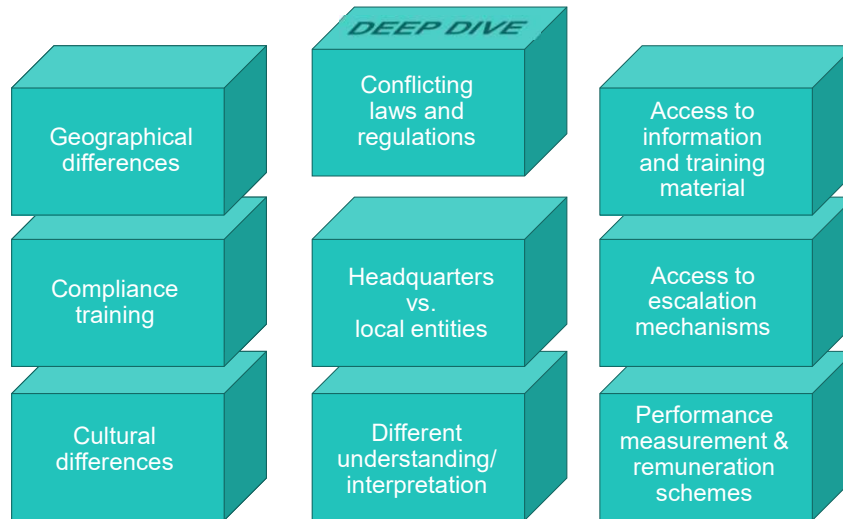 DEEP DIVE
Conflicting
laws and
regulations
Geographical
differences
Access to
information
and training
material
Compliance
training
Headquarters
vs.
local entities
Access to
escalation
mechanisms
Cultural
differences
Different
understanding/
interpretation
Performance
measurement &
remuneration
schemes